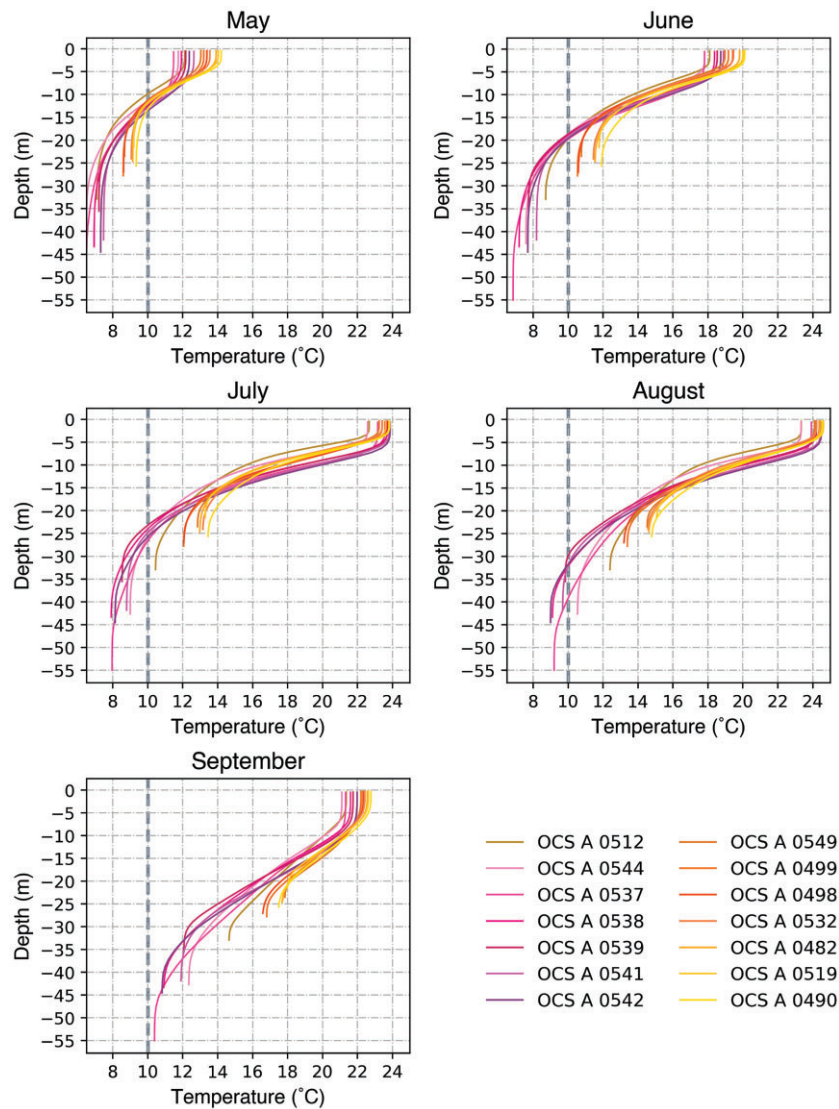 May
0
−5
−10
−15
−20
−25
−30
−35
−40
−45
−50
−55
Depth (m)
8 10 12 14 16 18 20 22 24
Temperature (˚C)
June
0
−5
−10
−15
−20
−25
−30
−35
−40
−45
−50
−55
Depth (m)
8 10 12 14 16 18 20 22 24
Temperature (˚C)
July
0
−5
−10
−15
−20
−25
−30
−35
−40
−45
−50
−55
Depth (m)
8 10 12 14 16 18 20 22 24
Temperature (˚C)
August
0
−5
−10
−15
−20
−25
−30
−35
−40
−45
−50
−55
Depth (m)
8 10 12 14 16 18 20 22 24
Temperature (˚C)
September
0
−5
−10
−15
−20
−25
−30
−35
−40
−45
−50
−55
Depth (m)
8 10 12 14 16 18 20 22 24
Temperature (˚C)
OCS A 0512
OCS A 0544
OCS A 0537
OCS A 0538
OCS A 0539
OCS A 0541
OCS A 0542
OCS A 0549
OCS A 0499
OCS A 0498
OCS A 0532
OCS A 0482
OCS A 0519
OCS A 0490